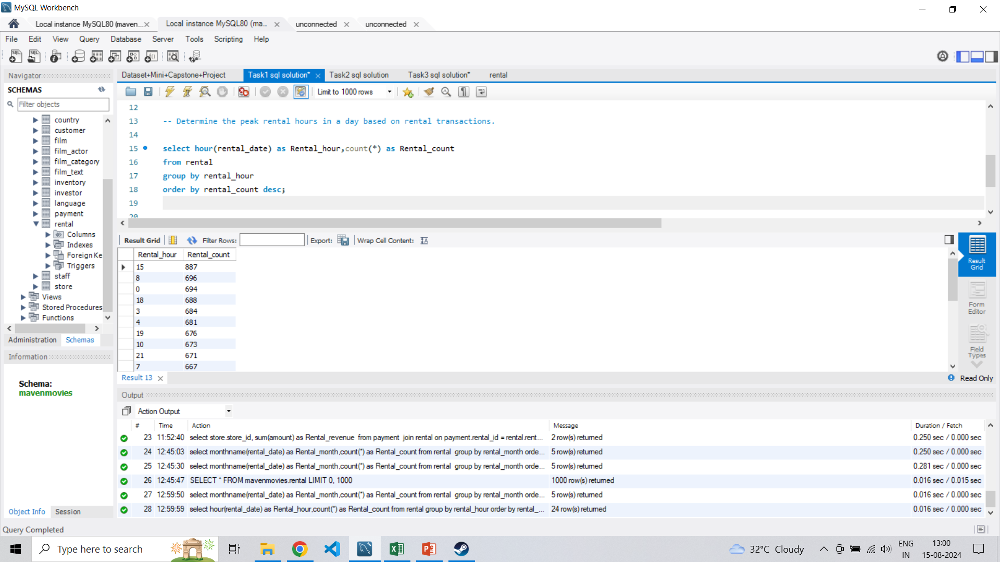 MySQL Workbench
Local instance MySQL80 (maven...
Local instance MySQL80 (ma...
unconnected
unconnected
File Edit View Query Database Server Tools Scripting Help
Navigator
SCHEMAS
Filter objects
country
customer
film
film_actor
film_category
film_text
inventory
investor
language
payment
rental
Columns
Indexes
Foreign Ke
Triggers
staff
store
Views
Stored Procedures
Functions
Administration Schemas
Information
Schema:
mavenmovies
Object Info Session
Dataset+Mini+Capstone+Project Task1 sql solution* Task2 sql solution Task3 sql solution* rental
Limit to 1000 rows
12
13 -- Determine the peak rental hours in a day based on rental transactions.
14
15 select hour(rental_date) as Rental_hour,count(*) as Rental_count
16 from rental
17 group by rental_hour
18 order by rental_count desc;
19
20
Result Grid Filter Rows: Export: Wrap Cell Content:
Rental_hour Rental_count
15 887
8 696
0 694
18 688
3 684
4 681
19 676
10 673
21 671
7 667
Result Grid
Form Editor
Field Types
Result 13
Read Only
Output
Action Output
# Time Action Message Duration / Fetch
23 11:52:40 select store.store_id, sum(amount) as Rental_revenue from payment join rental on payment.rental_id = rental.rent... 2 row(s) returned 0.250 sec / 0.000 sec
24 12:45:03 select monthname(rental_date) as Rental_month,count(*) as Rental_count from rental group by rental_month orde... 5 row(s) returned 0.250 sec / 0.000 sec
25 12:45:30 select monthname(rental_date) as Rental_month,count(*) as Rental_count from rental group by rental_month orde... 5 row(s) returned 0.281 sec / 0.000 sec
26 12:45:47 SELECT * FROM mavenmovies.rental LIMIT 0, 1000 1000 row(s) returned 0.016 sec / 0.015 sec
27 12:59:50 select monthname(rental_date) as Rental_month,count(*) as Rental_count from rental group by rental_month orde... 5 row(s) returned 0.016 sec / 0.000 sec
28 12:59:59 select hour(rental_date) as Rental_hour,count(*) as Rental_count from rental group by rental_hour order by rental_... 24 row(s) returned 0.016 sec / 0.000 sec
Query Completed
Type here to search
32°C Cloudy
ENG
IN
13:00
15-08-2024